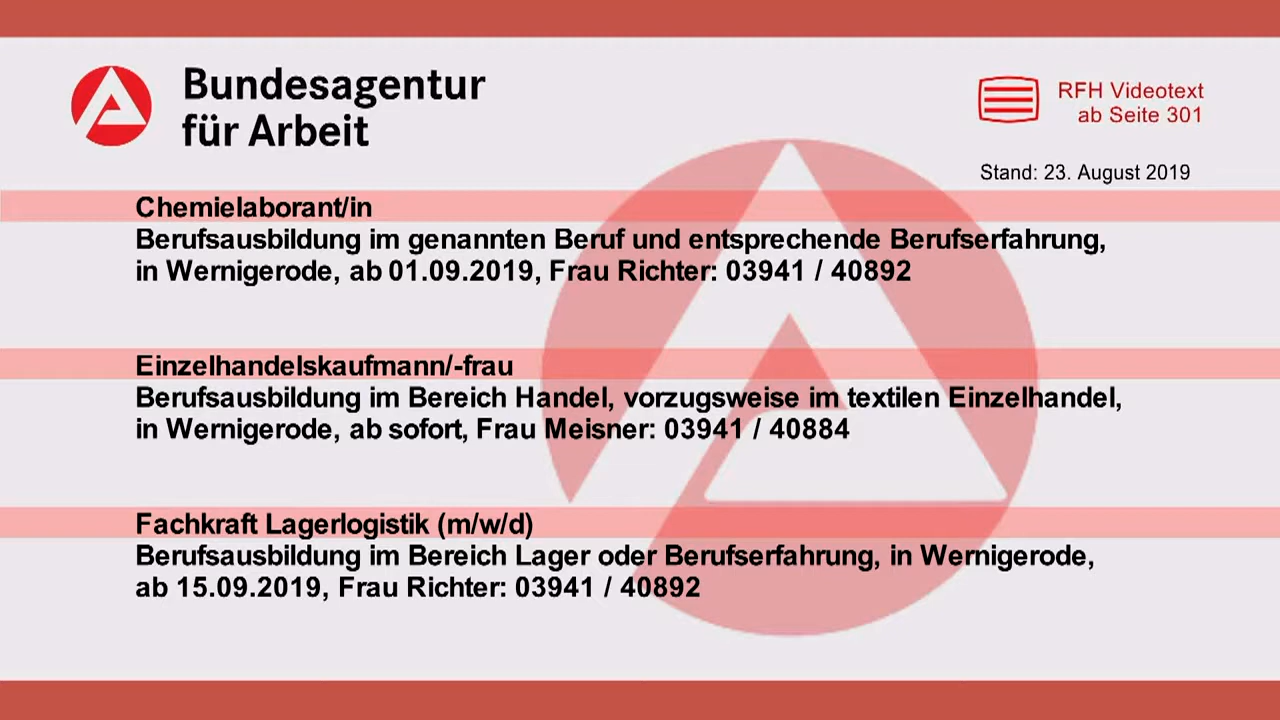 Bundesagentur
für Arbeit
RFH Videotext
ab Seite 301
Stand: 23. August 2019
Chemielaborant/in
Berufsausbildung im genannten Beruf und entsprechende Berufserfahrung,
in Wernigerode, ab 01.09.2019, Frau Richter: 03941 / 40892
Einzelhandelskaufmann/-frau
Berufsausbildung im Bereich Handel, vorzugsweise im textilen Einzelhandel,
in Wernigerode, ab sofort, Frau Meisner: 03941 / 40884
Fachkraft Lagerlogistik (m/w/d)
Berufsausbildung im Bereich Lager oder Berufserfahrung, in Wernigerode,
ab 15.09.2019, Frau Richter: 03941 / 40892